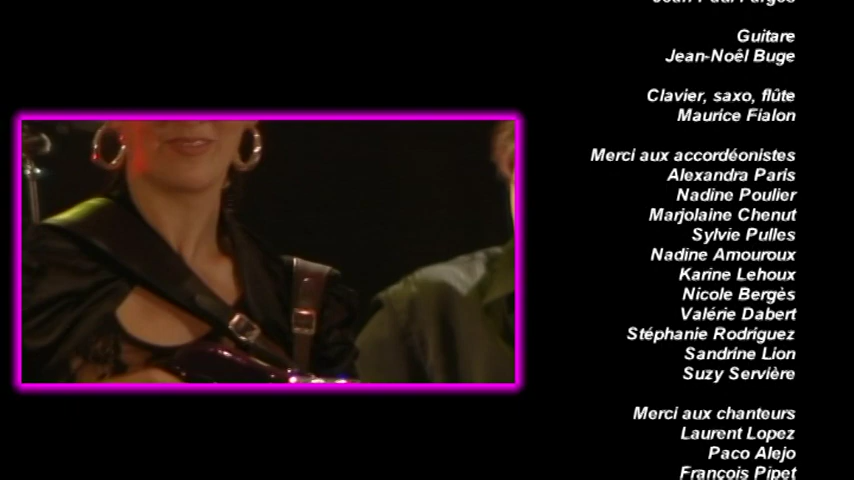 Guitare
Jean-Noël Buge
Clavier, saxo, flûte
Maurice Fialon
Merci aux accordéonistes
Alexandra Paris
Nadine Poulier
Marjolaine Chenut
Sylvie Pulles
Nadine Amouroux
Karine Lehoux
Nicole Bergès
Valérie Dabert
Stéphanie Rodriguez
Sandrine Lion
Suzy Servière
Merci aux chanteurs
Laurent Lopez
Paco Alejo
François Pipet